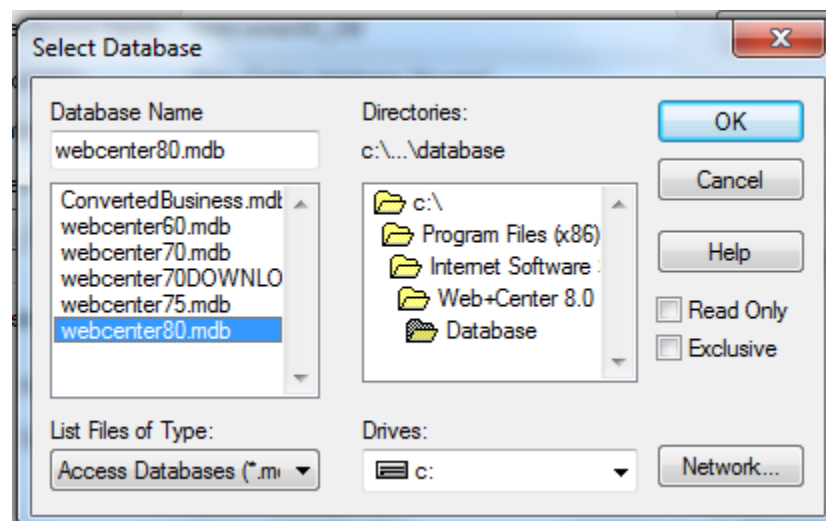 Select Database
Database Name
webcenter80.mdb
ConvertedBusiness.mdb
webcenter60.mdb
webcenter70.mdb
webcenter70DOWNLO
webcenter75.mdb
webcenter80.mdb
List Files of Type:
Access Databases (*.m
Directories:
c:\...\database
c:\
Program Files (x86)
Internet Software
Web+Center 8.0
Database
Drives:
c:
OK
Cancel
Help
Read Only
Exclusive
Network...